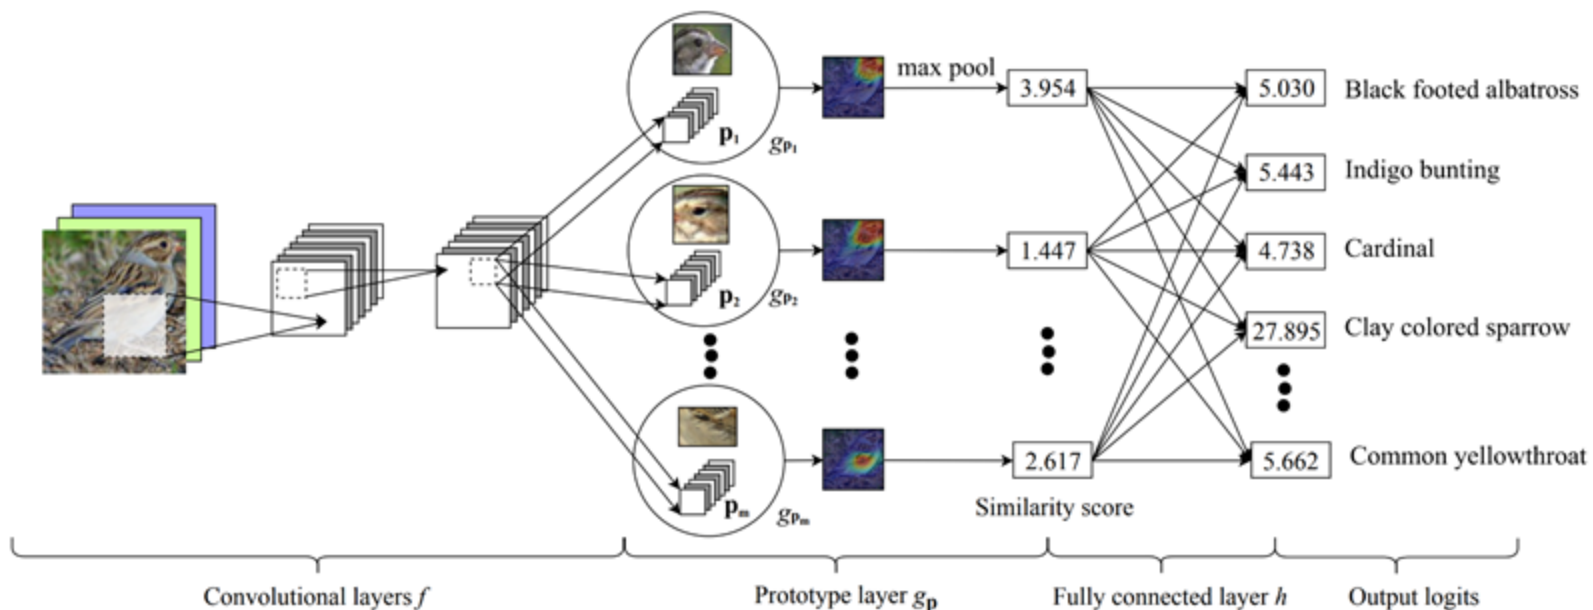 max pool
3.954
5.030
Black footed albatross
p₁
gp₁
5.443
Indigo bunting
1.447
4.738
Cardinal
p₂
gp₂
27.895
Clay colored sparrow
2.617
5.662
Common yellowthroat
pₘ
gpₘ
Similarity score
Convolutional layers f
Prototype layer gp
Fully connected layer h
Output logits